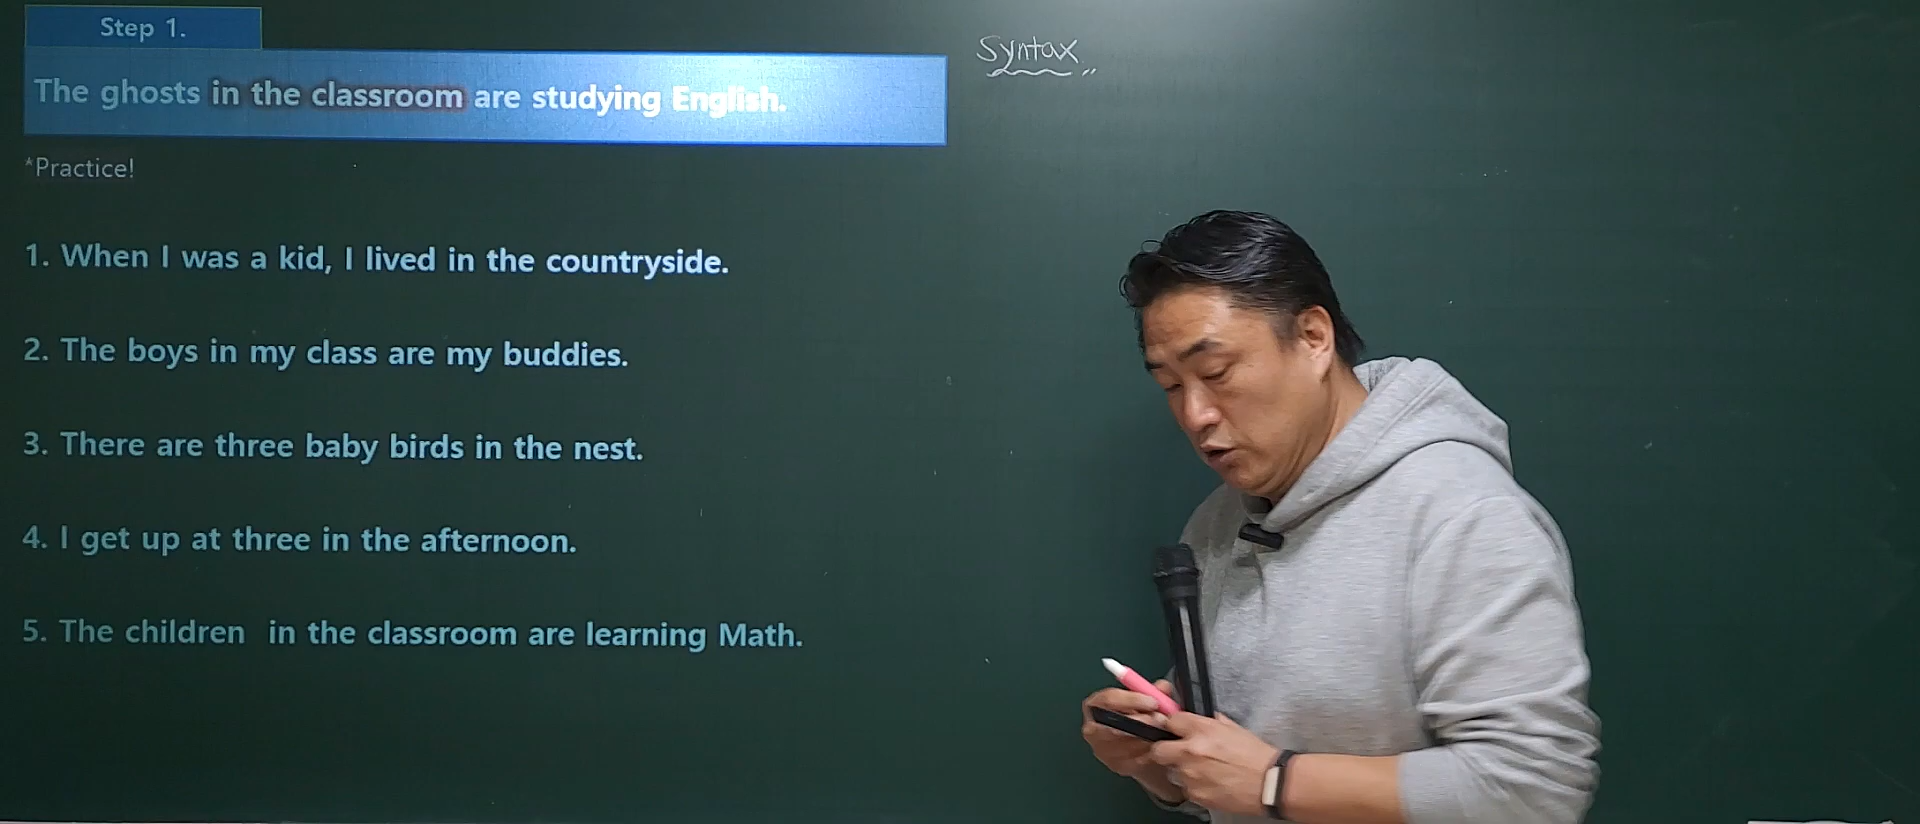 Step 1.
Syntax
The ghosts in the classroom are studying English.
*Practice!
1. When I was a kid, I lived in the countryside.
2. The boys in my class are my buddies.
3. There are three baby birds in the nest.
4. I get up at three in the afternoon.
5. The children  in the classroom are learning Math.